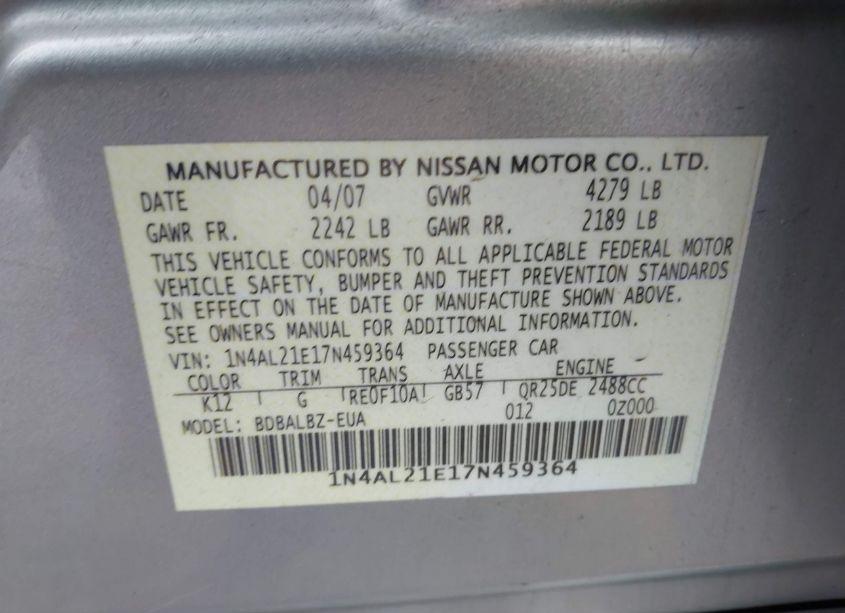 MANUFACTURED BY NISSAN MOTOR CO., LTD.
DATE 04/07 GVWR 4279 LB
GAWR FR. 2242 LB GAWR RR. 2189 LB
THIS VEHICLE CONFORMS TO ALL APPLICABLE FEDERAL MOTOR
VEHICLE SAFETY, BUMPER AND THEFT PREVENTION STANDARDS
IN EFFECT ON THE DATE OF MANUFACTURE SHOWN ABOVE.
SEE OWNERS MANUAL FOR ADDITIONAL INFORMATION.
VIN: 1N4AL21E17N459364 PASSENGER CAR
COLOR TRIM TRANS AXLE ENGINE
K12 G RE0F10A GB57 QR25DE 2488CC
MODEL: BDBALBZ-EUA 012 0Z000
1N4AL21E17N459364